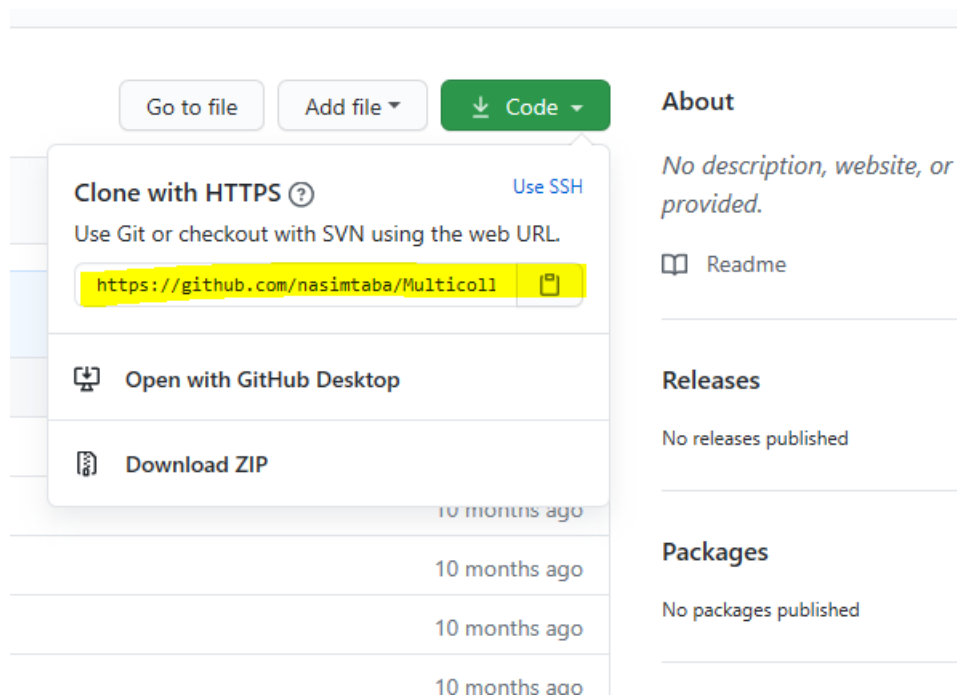 Go to file
Add file
Code
Clone with HTTPS
Use SSH
Use Git or checkout with SVN using the web URL.
https://github.com/nasimtaba/Multicoll
Open with GitHub Desktop
Download ZIP
10 months ago
10 months ago
10 months ago
10 months ago
About
No description, website, or
provided.
Readme
Releases
No releases published
Packages
No packages published